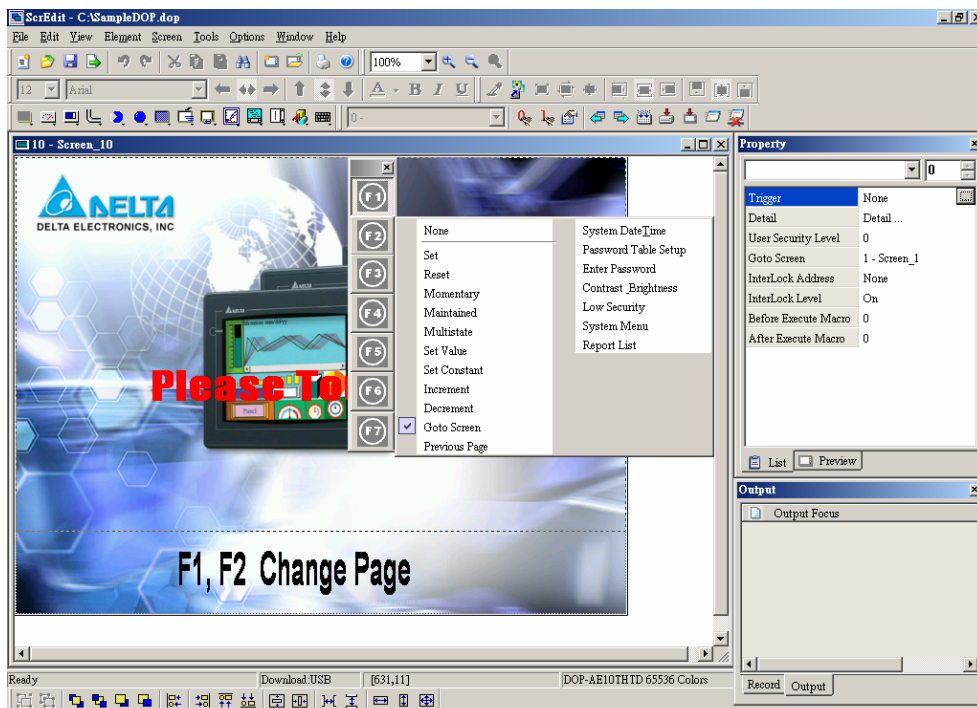 ScrEdit - C:\SampleDOP.dop
File Edit View Element Screen Tools Options Window Help
100%
12 Arial
A B I U
0 -
10 - Screen_10
DELTA
DELTA ELECTRONICS, INC
Please To
F1, F2 Change Page
F1
F2
F3
F4
F5
F6
F7
None
Set
Reset
Momentary
Maintained
Multistate
Set Value
Set Constant
Increment
Decrement
Goto Screen
Previous Page
System DateTime
Password Table Setup
Enter Password
Contrast_Brightness
Low Security
System Menu
Report List
Property
0
Trigger None
Detail Detail ...
User Security Level 0
Goto Screen 1 - Screen_1
InterLock Address None
InterLock Level On
Before Execute Macro 0
After Execute Macro 0
List Preview
Output
Output Focus
Record Output
Ready Download:USB [631,11] DOP-AE10THTD 65536 Colors